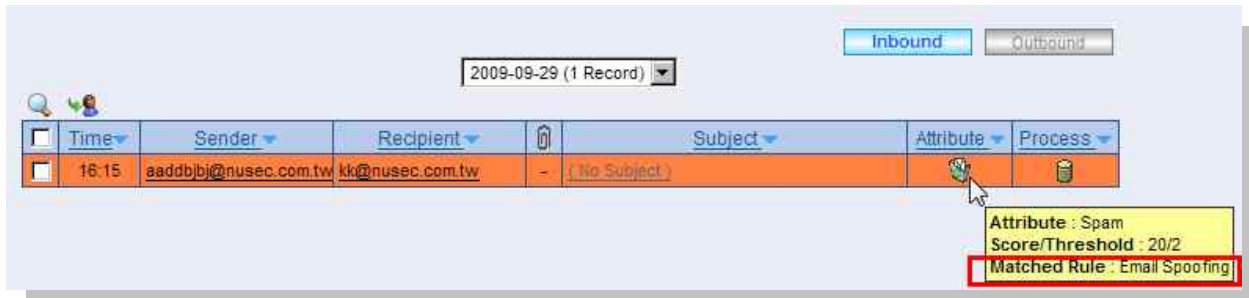 Inbound Outbound
2009-09-29 (1 Record)
Time Sender Recipient Subject Attribute Process
16:15 aaddbjbj@nusec.com.tw kk@nusec.com.tw - ( No Subject )
Attribute : Spam
Score/Threshold : 20/2
Matched Rule : Email Spoofing